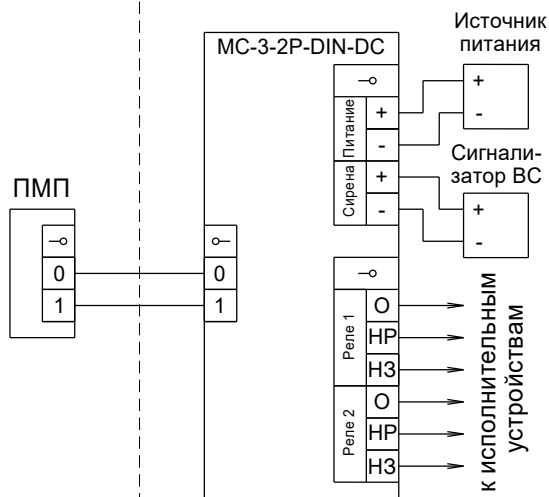 Источник
питания
МС-3-2Р-DIN-DC
+
-
Питание
+
-
Сигнали-
затор ВС
+
-
Сирена
+
-
ПМП
0
1
0
1
Реле 1
О
НР
НЗ
Реле 2
О
НР
НЗ
к исполнительным
устройствам